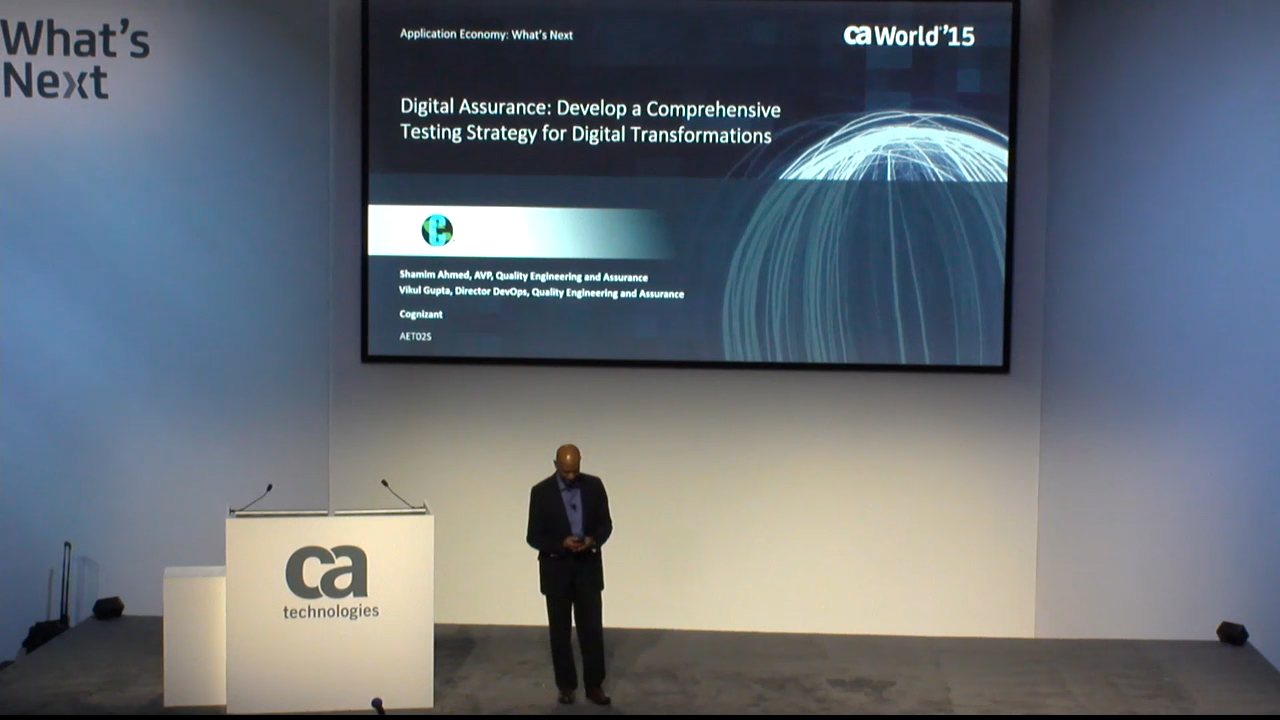 What's
Next
Application Economy: What's Next
ca World '15
Digital Assurance: Develop a Comprehensive
Testing Strategy for Digital Transformations
Shamim Ahmed, AVP, Quality Engineering and Assurance
Vikul Gupta, Director DevOps, Quality Engineering and Assurance
Cognizant
AET02S
ca
technologies